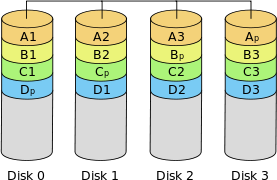 A1 A2 A3 Ap
B1 B2 Bp B3
C1 Cp C2 C3
Dp D1 D2 D3
Disk 0 Disk 1 Disk 2 Disk 3